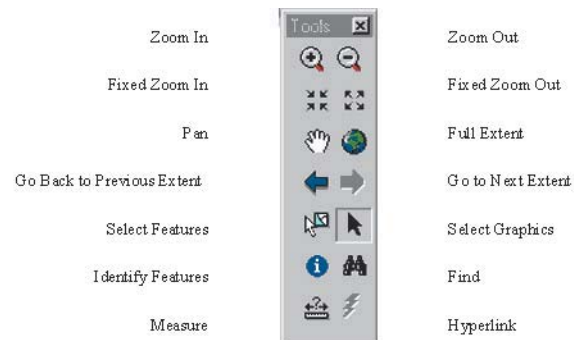 Tools
Zoom In
Zoom Out
Fixed Zoom In
Fixed Zoom Out
Pan
Full Extent
Go Back to Previous Extent
Go to Next Extent
Select Features
Select Graphics
Identify Features
Find
Measure
Hyperlink